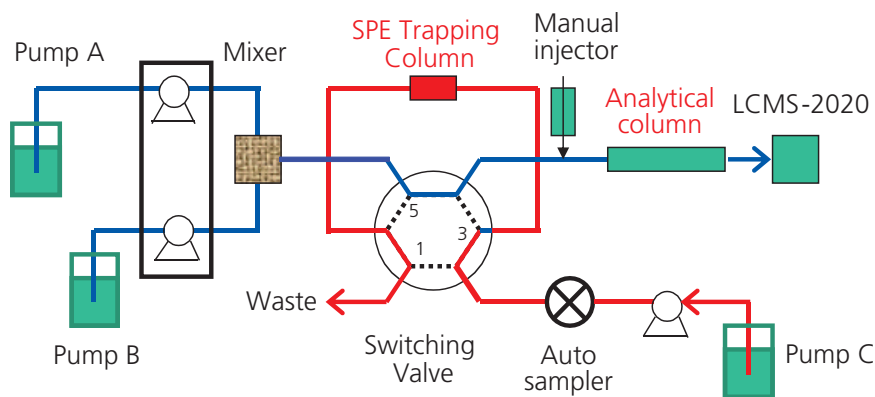 Pump A
Mixer
SPE Trapping
Column
Manual
injector
Analytical
column
LCMS-2020
5
1
3
Waste
Pump B
Switching
Valve
Auto
sampler
Pump C